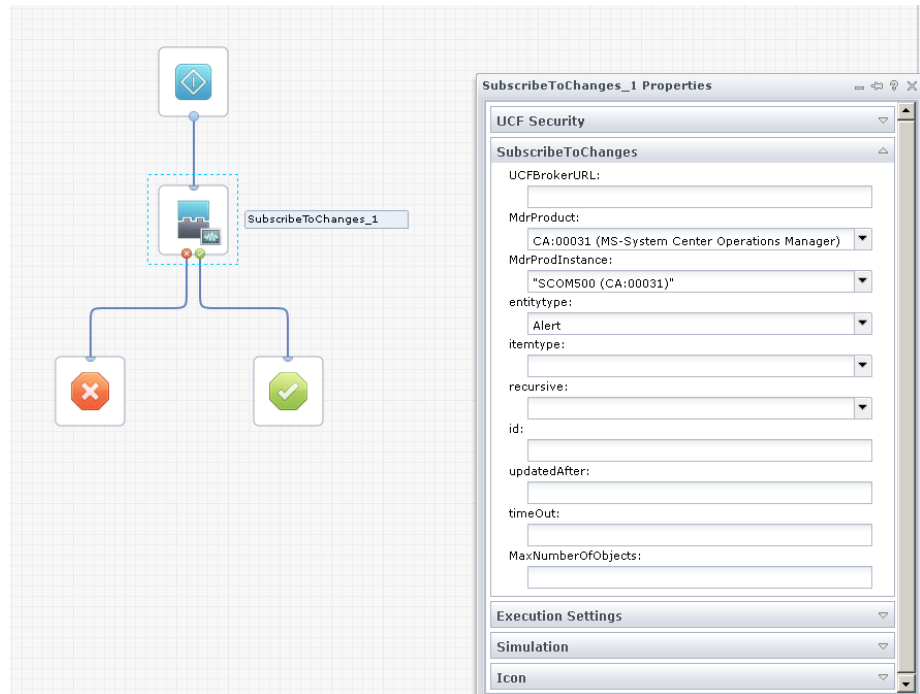 SubscribeToChanges_1
SubscribeToChanges_1 Properties
UCF Security
SubscribeToChanges
UCFBrokerURL:
MdrProduct:
CA:00031 (MS-System Center Operations Manager)
MdrProdInstance:
"SCOM500 (CA:00031)"
entitytype:
Alert
itemtype:
recursive:
id:
updatedAfter:
timeOut:
MaxNumberOfObjects:
Execution Settings
Simulation
Icon